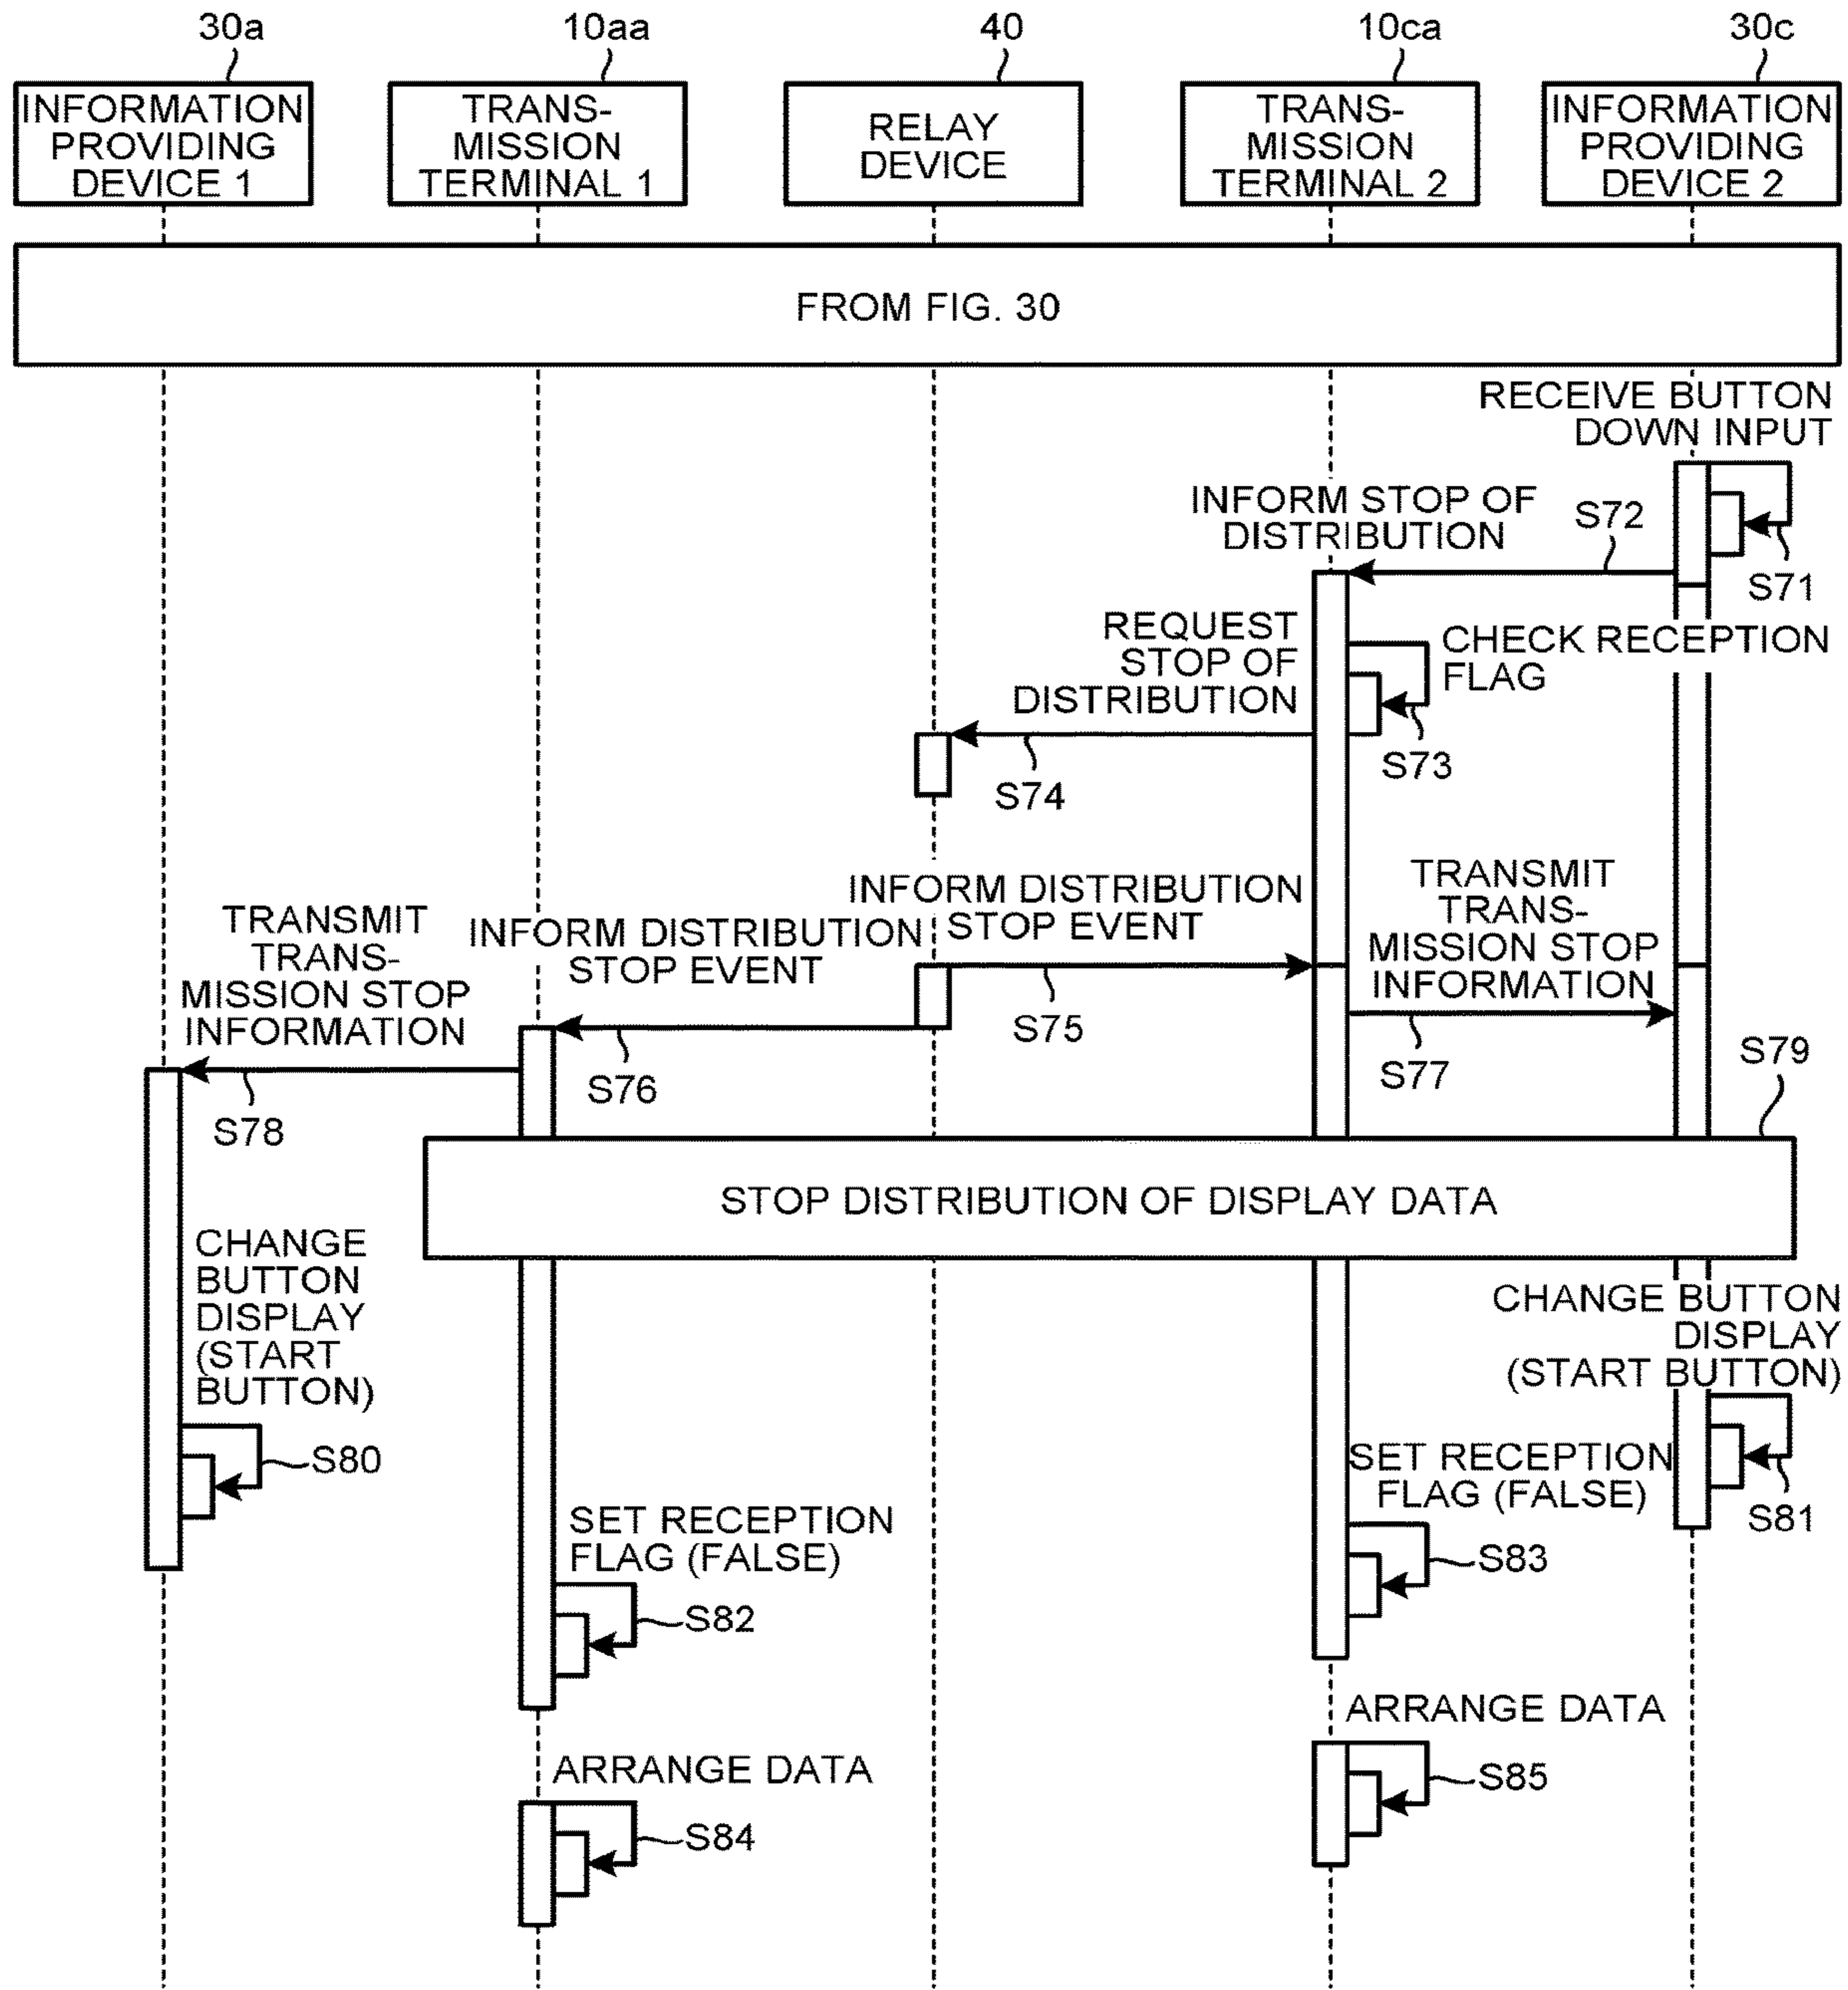 30a
10aa
40
10ca
30c
INFORMATION
PROVIDING
DEVICE 1
TRANS-
MISSION
TERMINAL 1
RELAY
DEVICE
TRANS-
MISSION
TERMINAL 2
INFORMATION
PROVIDING
DEVICE 2
FROM FIG. 30
RECEIVE BUTTON
DOWN INPUT
S71
INFORM STOP OF
DISTRIBUTION
S72
CHECK RECEPTION
FLAG
S73
REQUEST
STOP OF
DISTRIBUTION
S74
INFORM DISTRIBUTION
STOP EVENT
S75
INFORM DISTRIBUTION
STOP EVENT
S76
TRANSMIT
TRANS-
MISSION STOP
INFORMATION
S77
TRANSMIT
TRANS-
MISSION STOP
INFORMATION
S78
S79
STOP DISTRIBUTION OF DISPLAY DATA
CHANGE
BUTTON
DISPLAY
(START
BUTTON)
S80
CHANGE BUTTON
DISPLAY
(START BUTTON)
S81
SET RECEPTION
FLAG (FALSE)
S82
SET RECEPTION
FLAG (FALSE)
S83
ARRANGE DATA
S84
ARRANGE DATA
S85